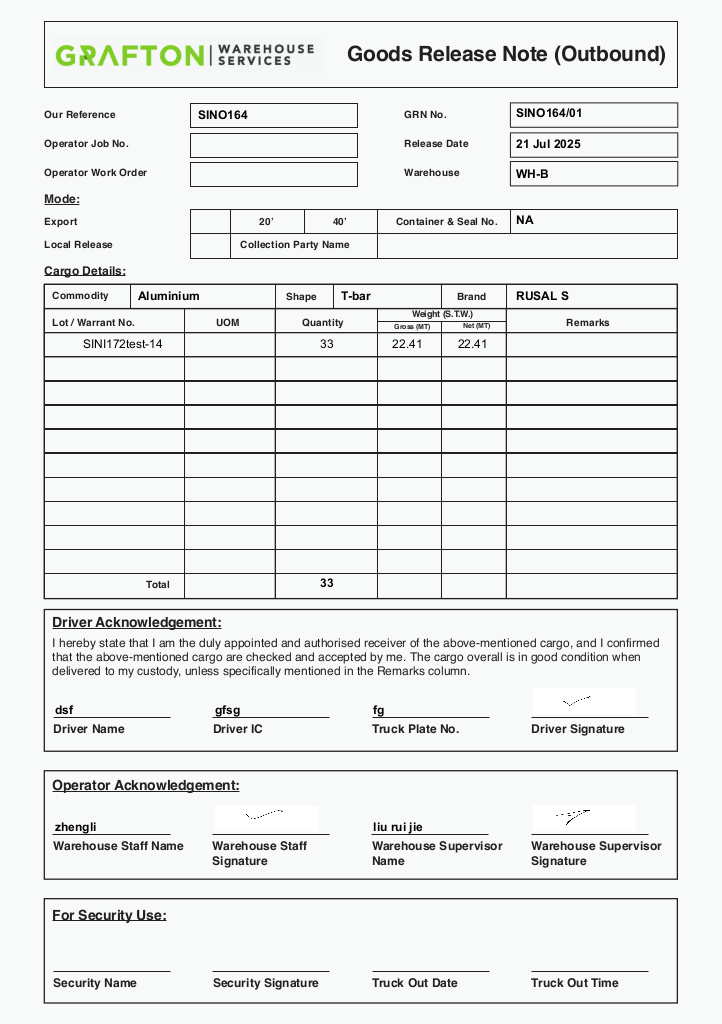 GRAFTON WAREHOUSE SERVICES
Goods Release Note (Outbound)
Our Reference SINO164 GRN No. SINO164/01
Operator Job No. Release Date 21 Jul 2025
Operator Work Order Warehouse WH-B
Mode:
Export 20' 40' Container & Seal No. NA
Local Release Collection Party Name
Cargo Details:
Commodity Aluminium Shape T-bar Brand RUSAL S
Lot / Warrant No. UOM Quantity Weight (S.T.W.) Gross (MT) Net (MT) Remarks
SINI172test-14 33 22.41 22.41
Total 33
Driver Acknowledgement:
I hereby state that I am the duly appointed and authorised receiver of the above-mentioned cargo, and I confirmed
that the above-mentioned cargo are checked and accepted by me. The cargo overall is in good condition when
delivered to my custody, unless specifically mentioned in the Remarks column.
dsf gfsg fg
Driver Name Driver IC Truck Plate No. Driver Signature
Operator Acknowledgement:
zhengli liu rui jie
Warehouse Staff Name Warehouse Staff Signature Warehouse Supervisor Name Warehouse Supervisor Signature
For Security Use:
Security Name Security Signature Truck Out Date Truck Out Time